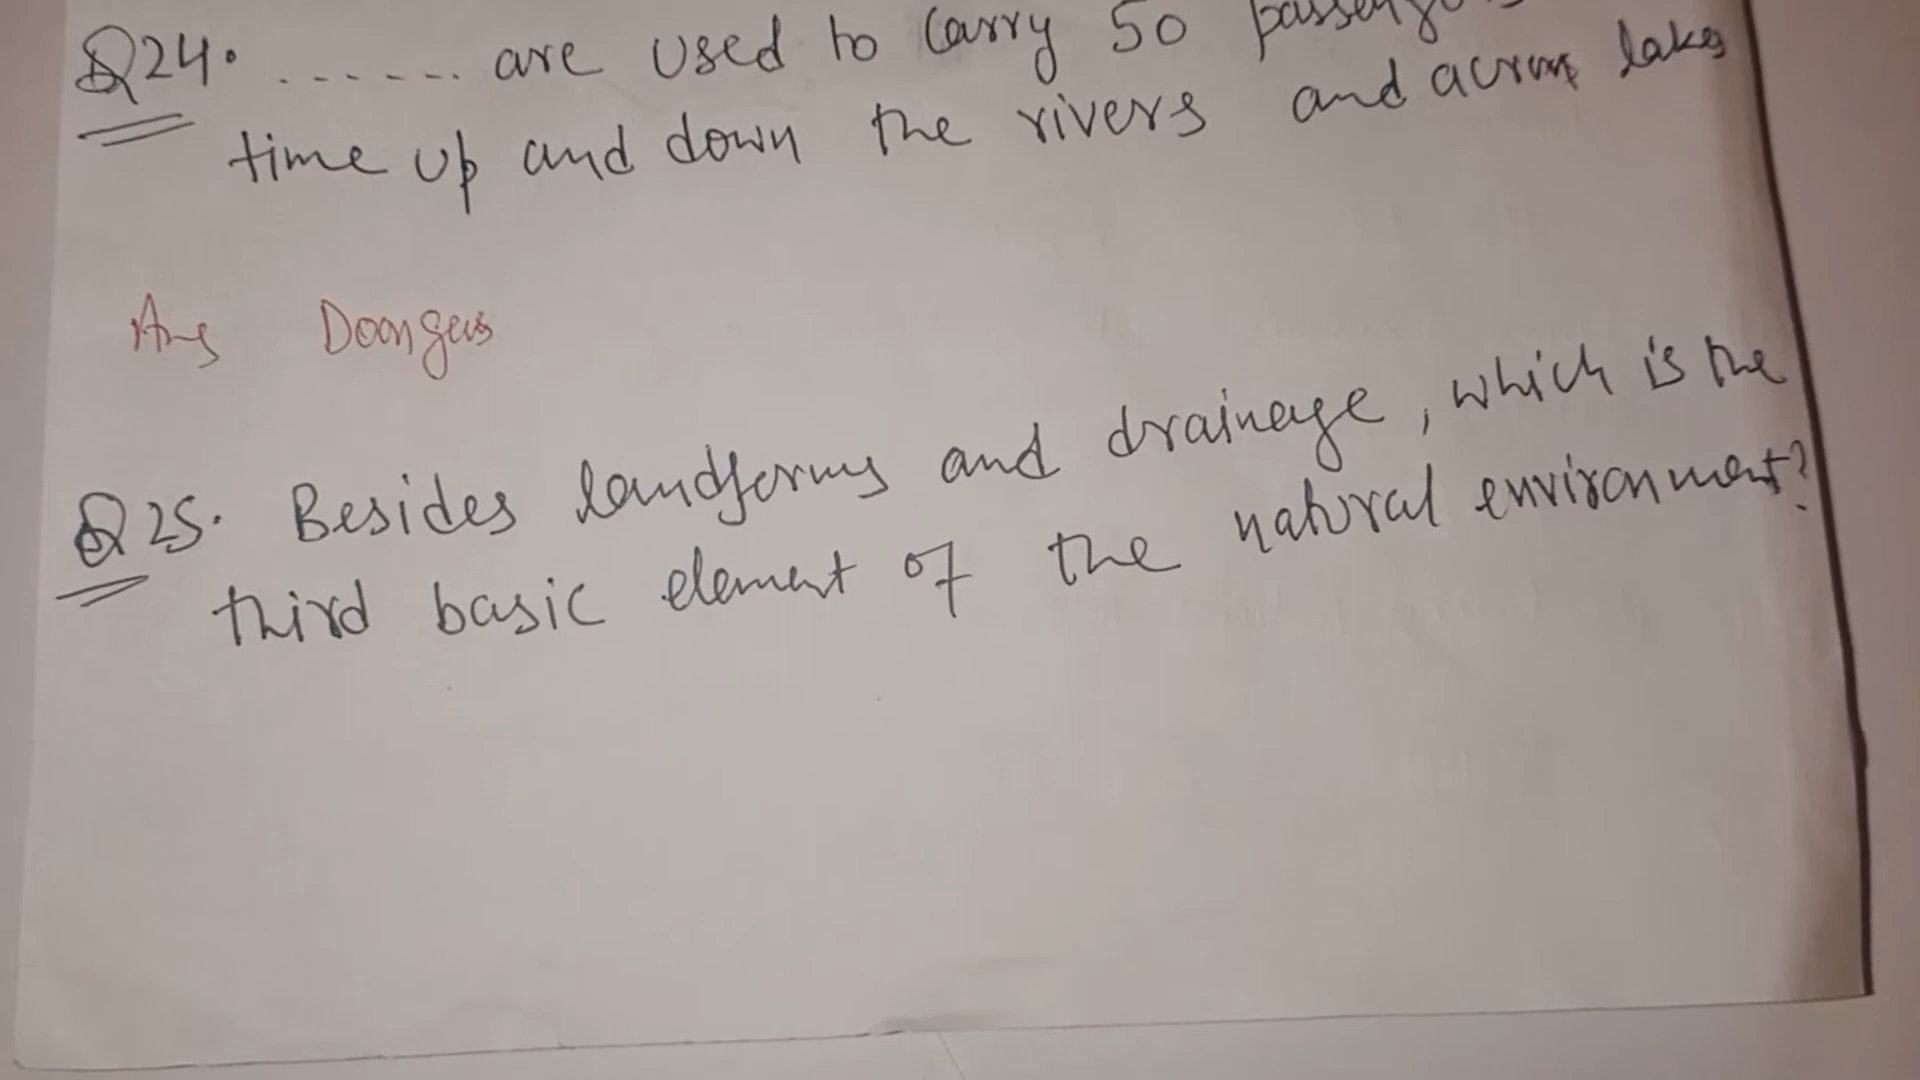 Q24. ....... are used to carry 50
time up and down the rivers and across lakes
Ans Doongas
Q25. Besides landforms and drainage, which is the
third basic element of the natural environment?